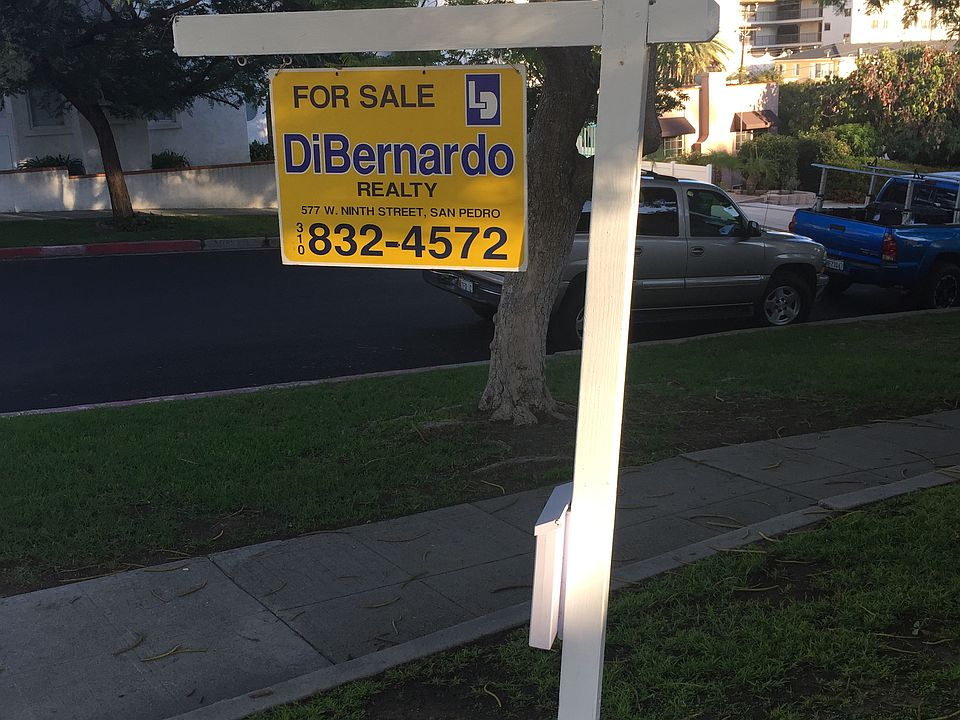 FOR SALE
LD
DiBernardo
REALTY
577 W. NINTH STREET, SAN PEDRO
310 832-4572